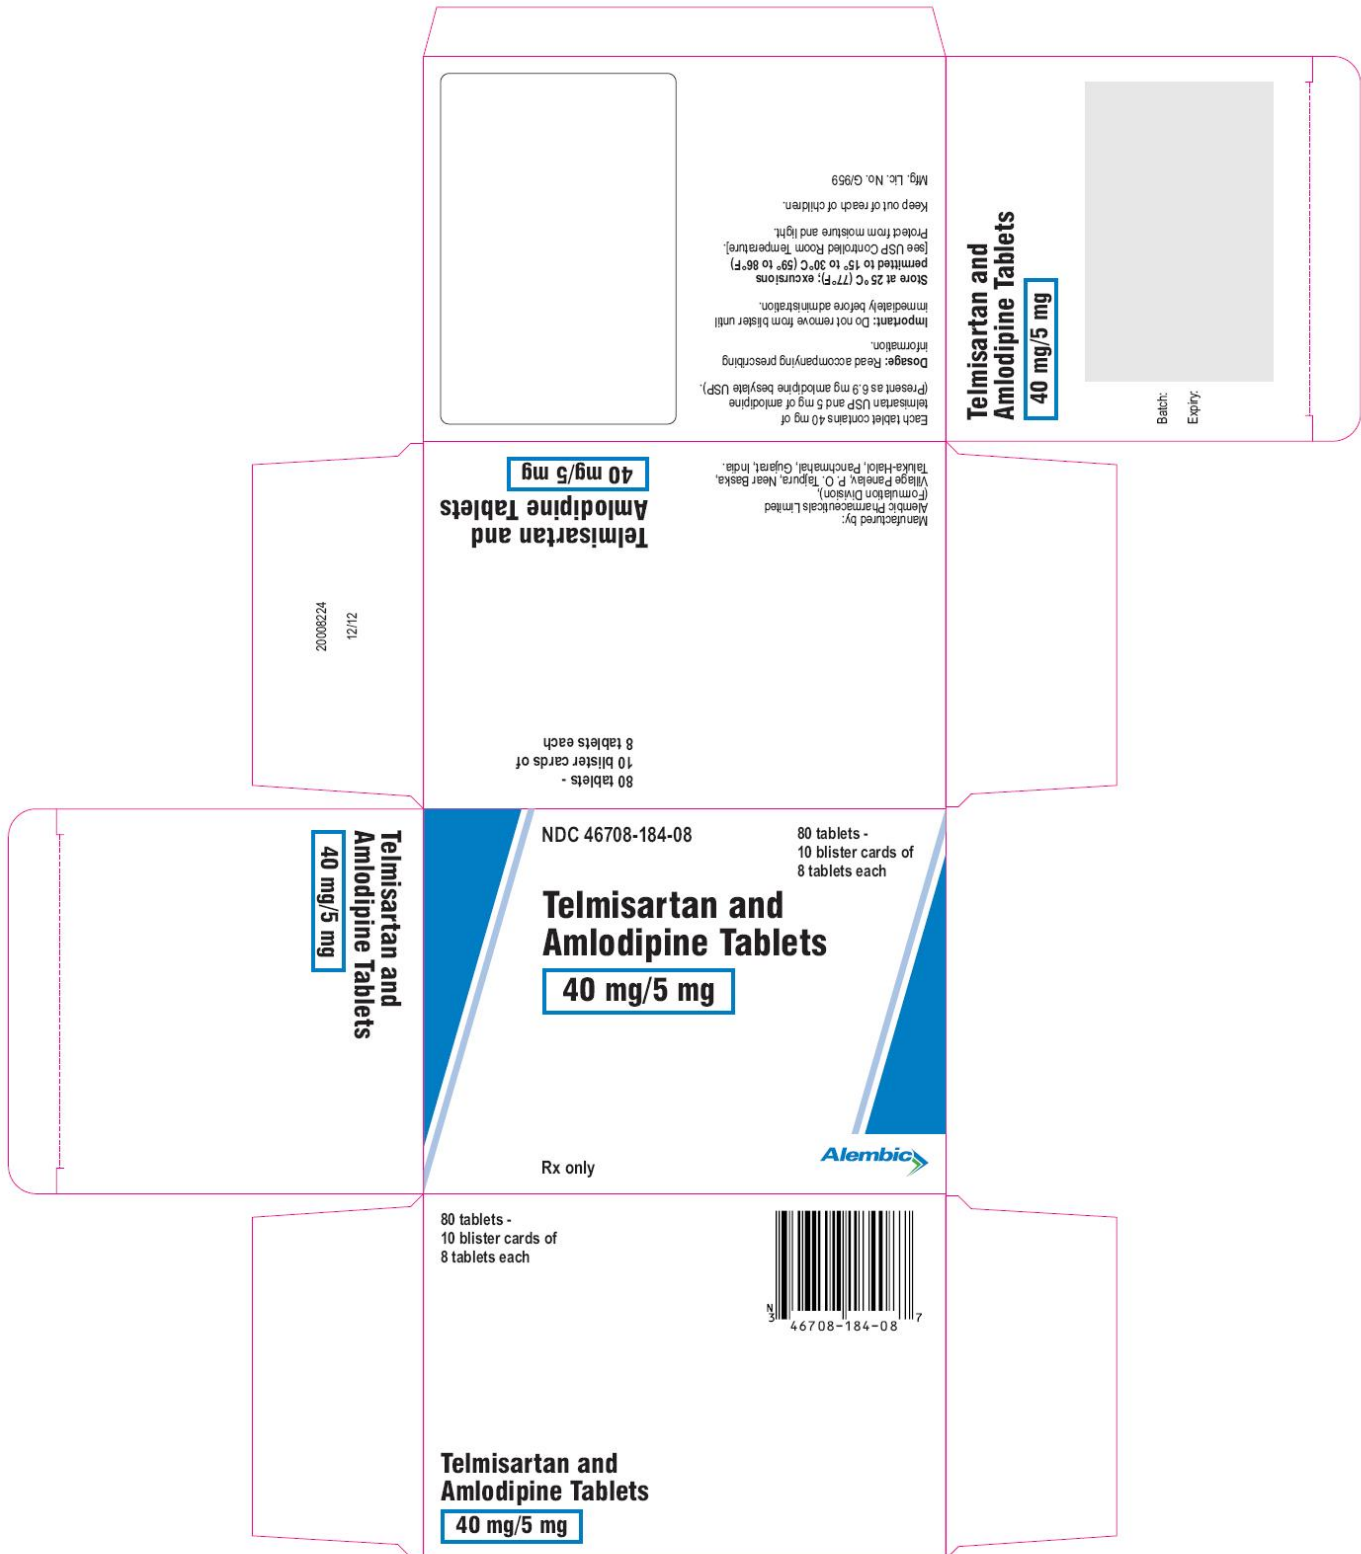 Each tablet contains 40 mg of
telmisartan USP and 5 mg of amlodipine
(Present as 6.9 mg amlodipine besylate USP).
Dosage: Read accompanying prescribing
information.
Important: Do not remove from blister until
immediately before administration.
Store at 25°C (77°F); excursions
permitted to 15° to 30°C (59° to 86°F)
[see USP Controlled Room Temperature].
Protect from moisture and light.
Keep out of reach of children.
Mfg. Lic. No. G/959
Telmisartan and
Amlodipine Tablets
40 mg/5 mg
Batch:
Expiry:
80 tablets -
10 blister cards of
8 tablets each
Telmisartan and
Amlodipine Tablets
40 mg/5 mg
Manufactured by:
Alembic Pharmaceuticals Limited
(Formulation Division),
Village Panelav, P. O. Tajpura, Near Baska,
Taluka-Halol, Panchmahal, Gujarat, India.
20008224
12/12
Telmisartan and
Amlodipine Tablets
40 mg/5 mg
NDC 46708-184-08
80 tablets -
10 blister cards of
8 tablets each
Telmisartan and
Amlodipine Tablets
40 mg/5 mg
Rx only
Alembic
80 tablets -
10 blister cards of
8 tablets each
N
3 46708-184-08 7
Telmisartan and
Amlodipine Tablets
40 mg/5 mg